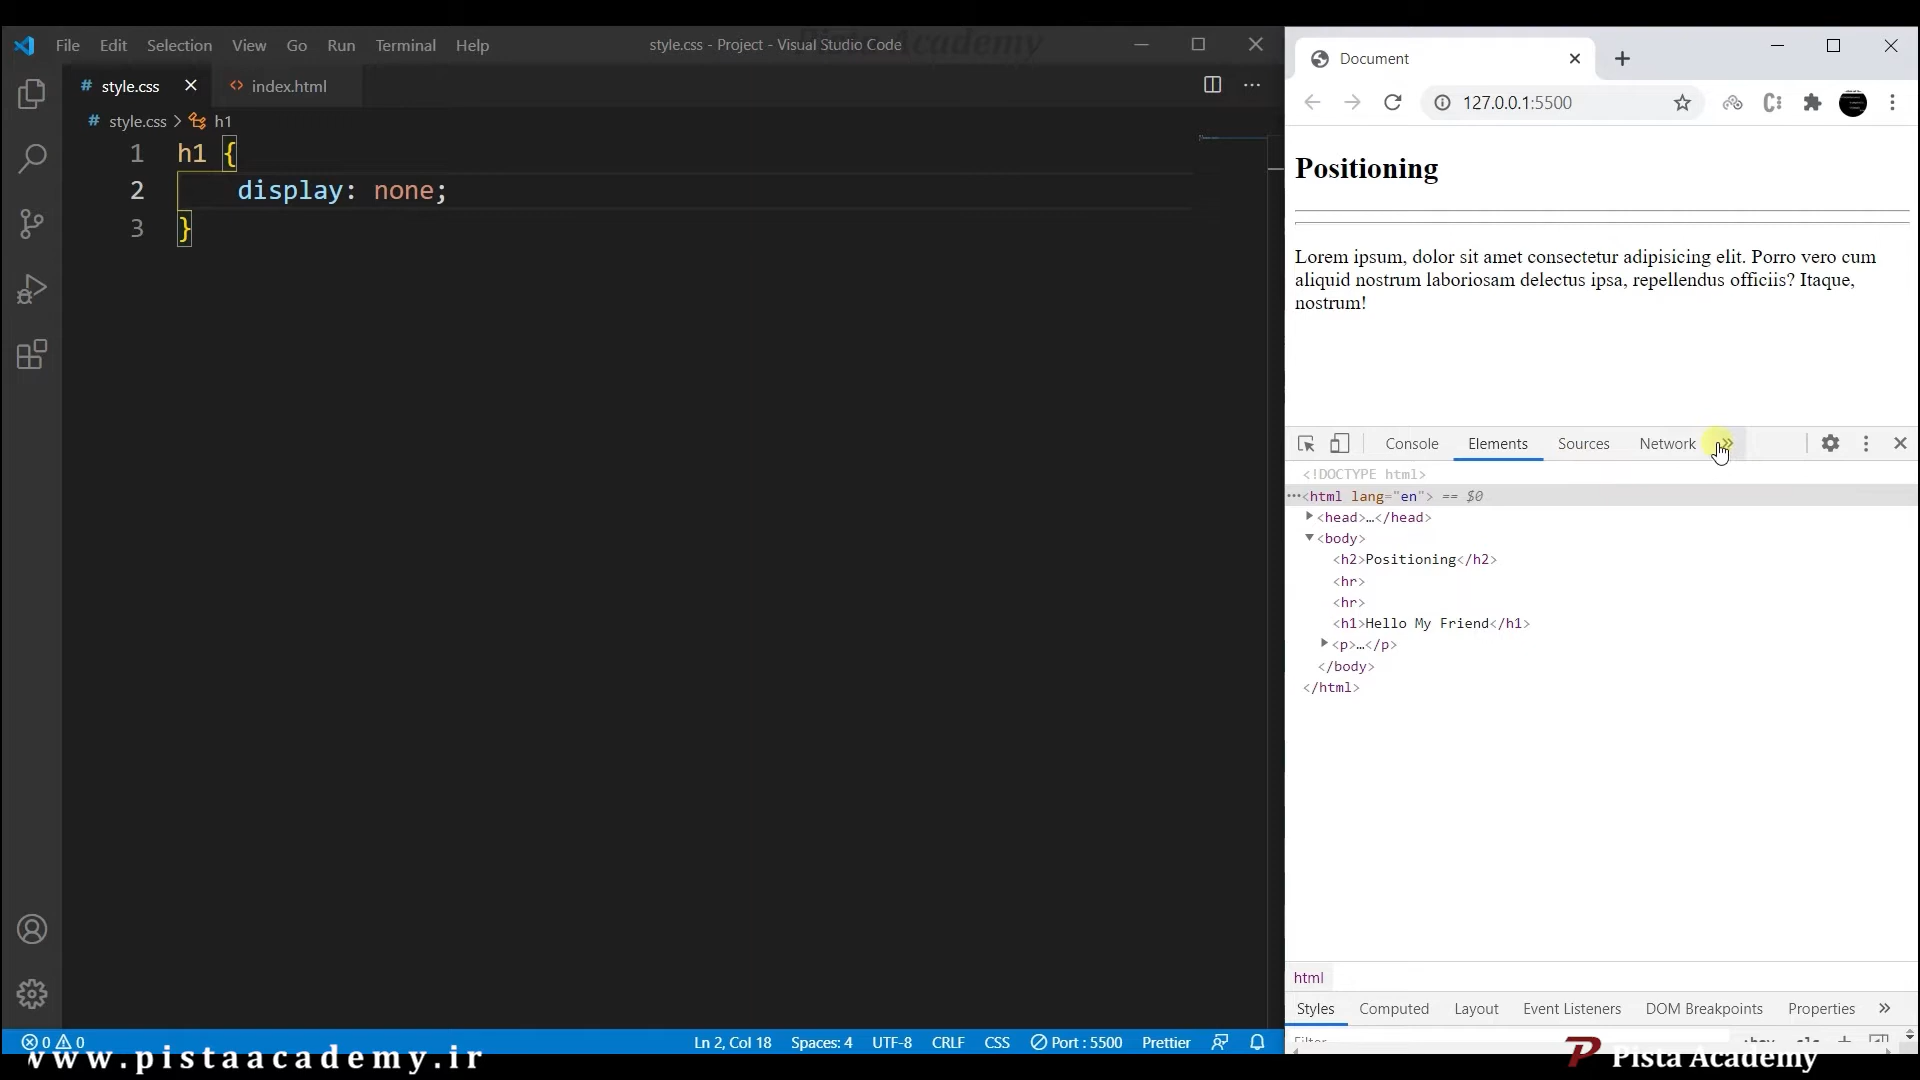 File Edit Selection View Go Run Terminal Help
style.css - Project - Visual Studio Code
Pista Academy
# style.css
<> index.html
# style.css > h1
1 h1 {
2 display: none;
3 }
Ln 2, Col 18 Spaces: 4 UTF-8 CRLF CSS Port : 5500 Prettier
0 0
www.pistaacademy.ir
Document
127.0.0.1:5500
Positioning
Lorem ipsum, dolor sit amet consectetur adipisicing elit. Porro vero cum
aliquid nostrum laboriosam delectus ipsa, repellendus officiis? Itaque,
nostrum!
Console Elements Sources Network »
<!DOCTYPE html>
…<html lang="en"> == $0
<head>…</head>
<body>
<h2>Positioning</h2>
<hr>
<hr>
<h1>Hello My Friend</h1>
<p>…</p>
</body>
</html>
html
Styles Computed Layout Event Listeners DOM Breakpoints Properties »
Pista Academy